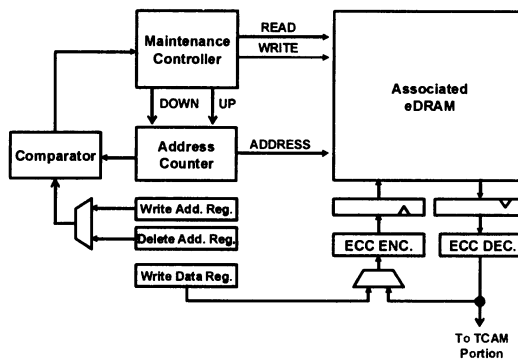 Maintenance
Controller
READ
WRITE
Associated
eDRAM
DOWN
UP
Comparator
Address
Counter
ADDRESS
Write Add. Reg.
Delete Add. Reg.
Write Data Reg.
ECC ENC.
ECC DEC.
To TCAM
Portion